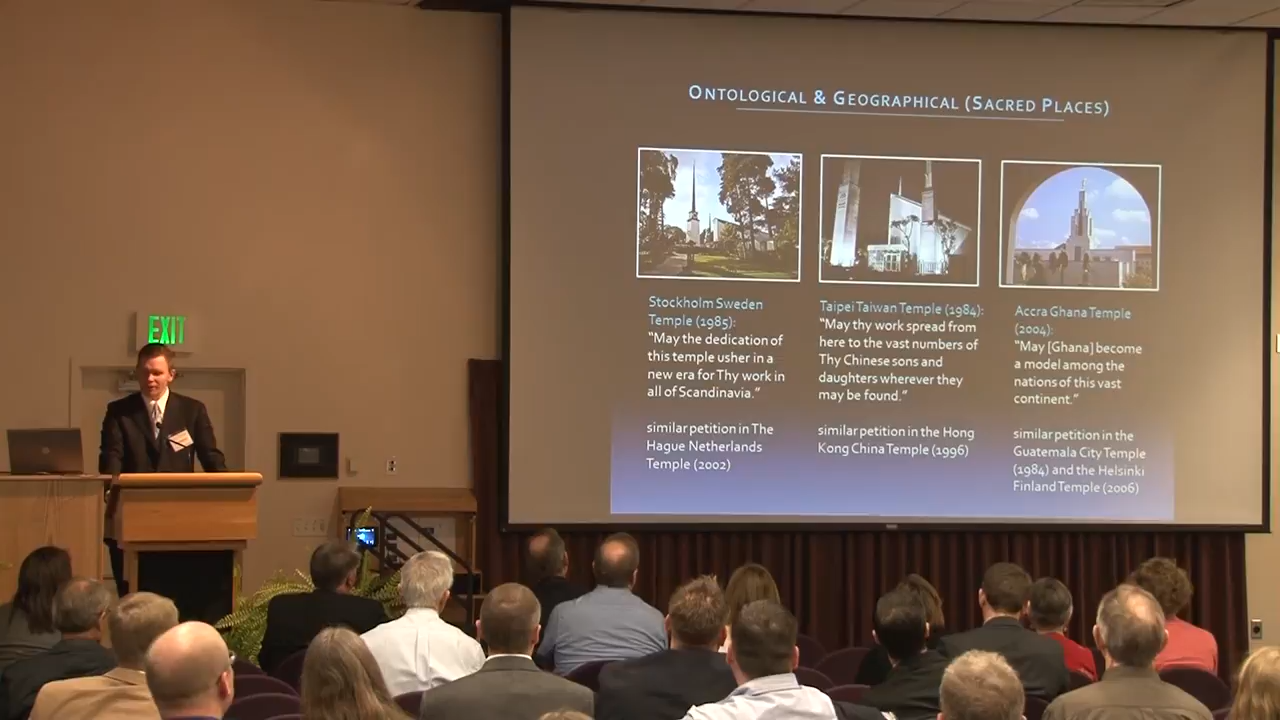 EXIT
ONTOLOGICAL & GEOGRAPHICAL (SACRED PLACES)
Stockholm Sweden
Temple (1985):
"May the dedication of
this temple usher in a
new era for Thy work in
all of Scandinavia."
similar petition in The
Hague Netherlands
Temple (2002)
Taipei Taiwan Temple (1984):
"May thy work spread from
here to the vast numbers of
Thy Chinese sons and
daughters wherever they
may be found."
similar petition in the Hong
Kong China Temple (1996)
Accra Ghana Temple
(2004):
"May [Ghana] become
a model among the
nations of this vast
continent."
similar petition in the
Guatemala City Temple
(1984) and the Helsinki
Finland Temple (2006)